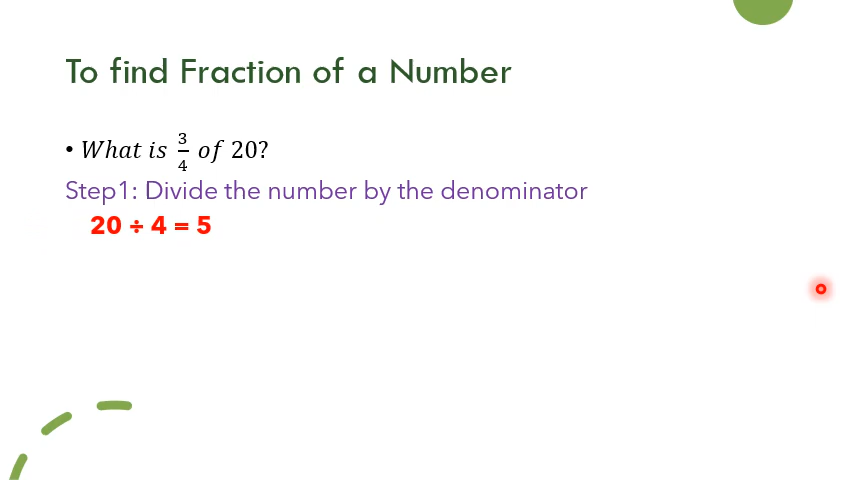 To find Fraction of a Number
• What is 3/4 of 20?
Step1: Divide the number by the denominator
20 ÷ 4 = 5